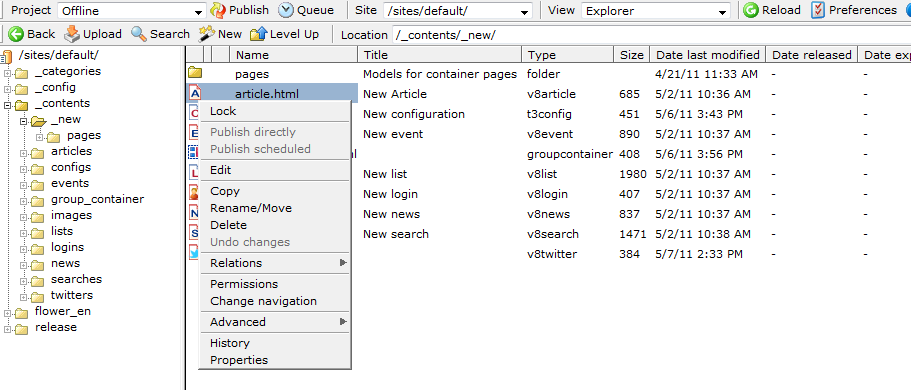 Project Offline Publish Queue Site /sites/default/ View Explorer Reload Preferences
Back Upload Search New Level Up Location /_contents/_new/
/sites/default/
_categories
_config
_contents
_new
pages
articles
configs
events
group_container
images
lists
logins
news
searches
twitters
flower_en
release
Name Title Type Size Date last modified Date released Date exp
pages Models for container pages folder 4/21/11 11:33 AM - -
article.html New Article v8article 685 5/2/11 10:36 AM - -
New configuration t3config 451 5/6/11 3:43 PM - -
New event v8event 890 5/2/11 10:37 AM - -
al groupcontainer 408 5/6/11 3:56 PM - -
New list v8list 1980 5/2/11 10:37 AM - -
New login v8login 407 5/2/11 10:37 AM - -
New news v8news 837 5/2/11 10:37 AM - -
New search v8search 1471 5/2/11 10:38 AM - -
v8twitter 384 5/7/11 2:33 PM - -
Lock
Publish directly
Publish scheduled
Edit
Copy
Rename/Move
Delete
Undo changes
Relations
Permissions
Change navigation
Advanced
History
Properties